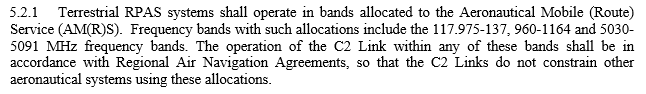 5.2.1 Terrestrial RPAS systems shall operate in bands allocated to the Aeronautical Mobile (Route)
Service (AM(R)S). Frequency bands with such allocations include the 117.975-137, 960-1164 and 5030-
5091 MHz frequency bands. The operation of the C2 Link within any of these bands shall be in
accordance with Regional Air Navigation Agreements, so that the C2 Links do not constrain other
aeronautical systems using these allocations.